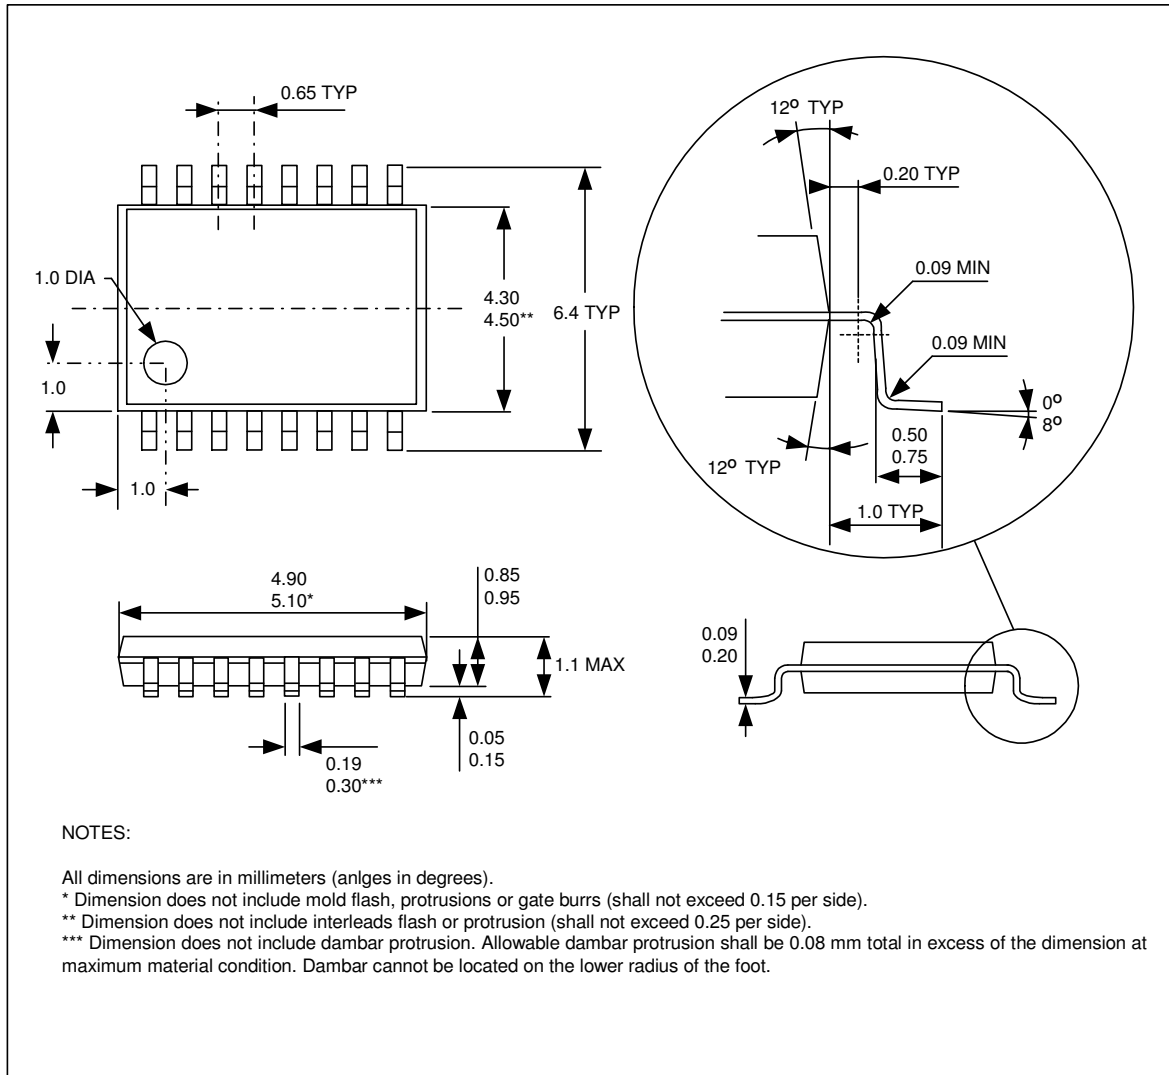 0.65 TYP
1.0 DIA
4.30
4.50**
6.4 TYP
1.0
1.0
12º TYP
0.20 TYP
0.09 MIN
0.09 MIN
0º
8º
0.50
0.75
12º TYP
1.0 TYP
4.90
5.10*
0.85
0.95
1.1 MAX
0.05
0.15
0.19
0.30***
0.09
0.20
NOTES:
All dimensions are in millimeters (anlges in degrees).
* Dimension does not include mold flash, protrusions or gate burrs (shall not exceed 0.15 per side).
** Dimension does not include interleads flash or protrusion (shall not exceed 0.25 per side).
*** Dimension does not include dambar protrusion. Allowable dambar protrusion shall be 0.08 mm total in excess of the dimension at
maximum material condition. Dambar cannot be located on the lower radius of the foot.